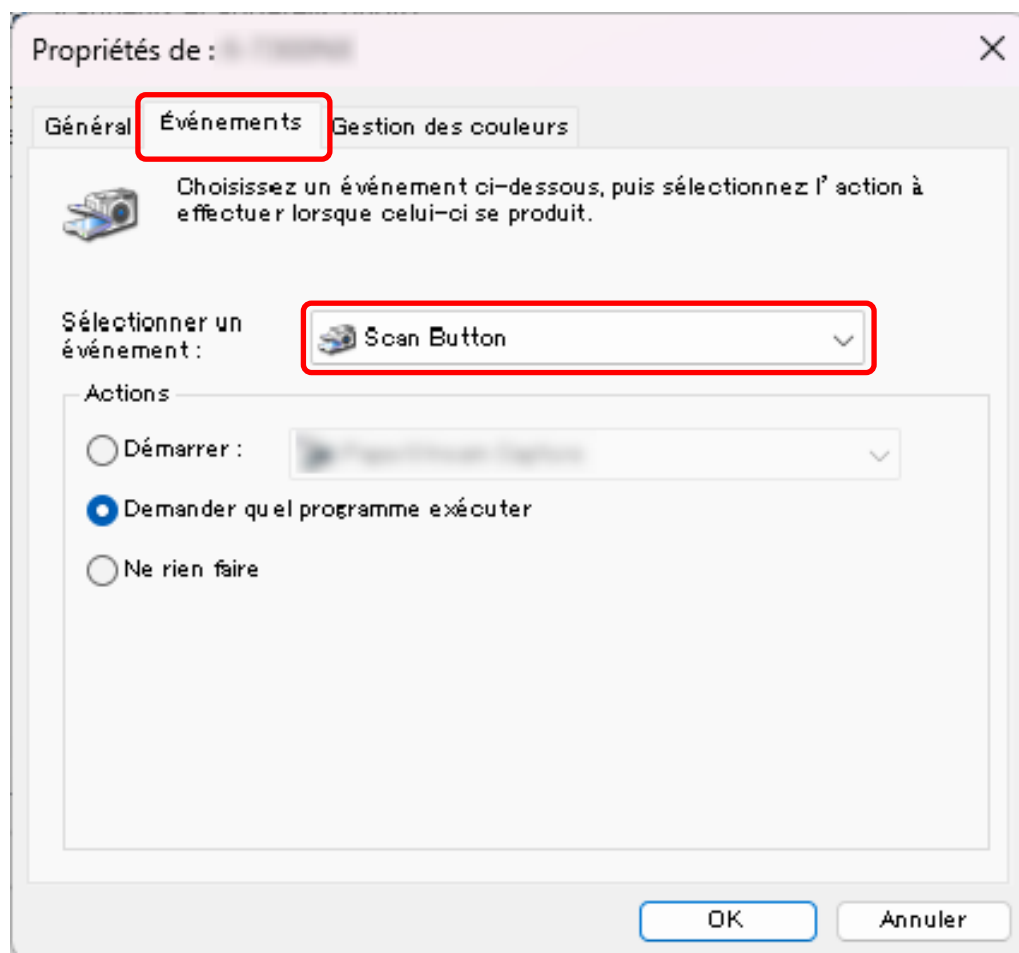 Propriétés de :
Général Événements Gestion des couleurs
Choisissez un événement ci-dessous, puis sélectionnez l'action à
effectuer lorsque celui-ci se produit.
Sélectionner un
événement :
Scan Button
Actions
Démarrer :
Demander quel programme exécuter
Ne rien faire
OK Annuler